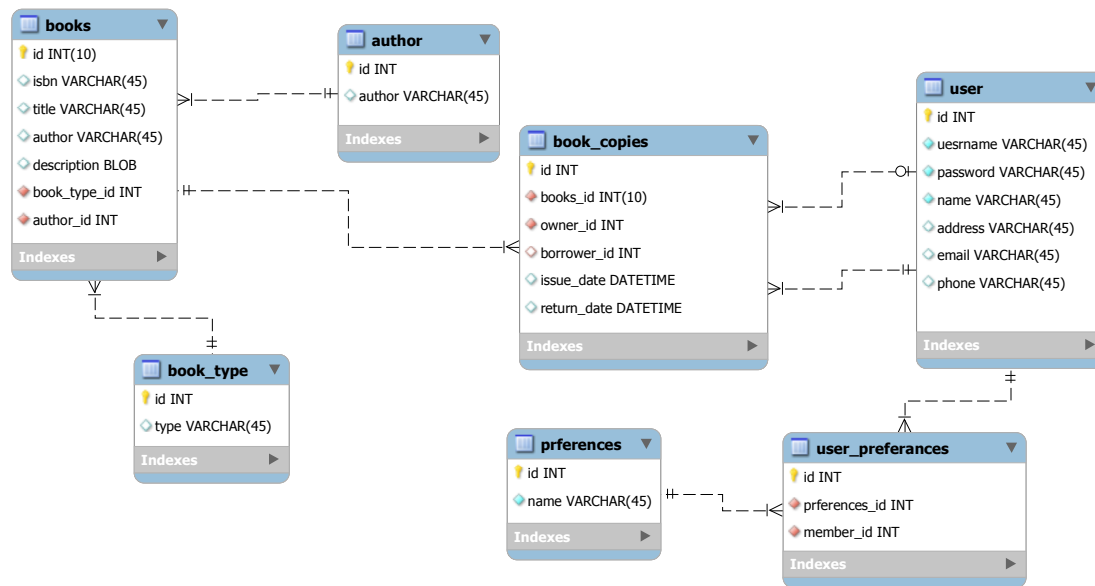 books
id INT(10)
isbn VARCHAR(45)
title VARCHAR(45)
author VARCHAR(45)
description BLOB
book_type_id INT
author_id INT
Indexes
author
id INT
author VARCHAR(45)
Indexes
book_copies
id INT
books_id INT(10)
owner_id INT
borrower_id INT
issue_date DATETIME
return_date DATETIME
Indexes
user
id INT
uesrname VARCHAR(45)
password VARCHAR(45)
name VARCHAR(45)
address VARCHAR(45)
email VARCHAR(45)
phone VARCHAR(45)
Indexes
book_type
id INT
type VARCHAR(45)
Indexes
prferences
id INT
name VARCHAR(45)
Indexes
user_preferances
id INT
prferences_id INT
member_id INT
Indexes